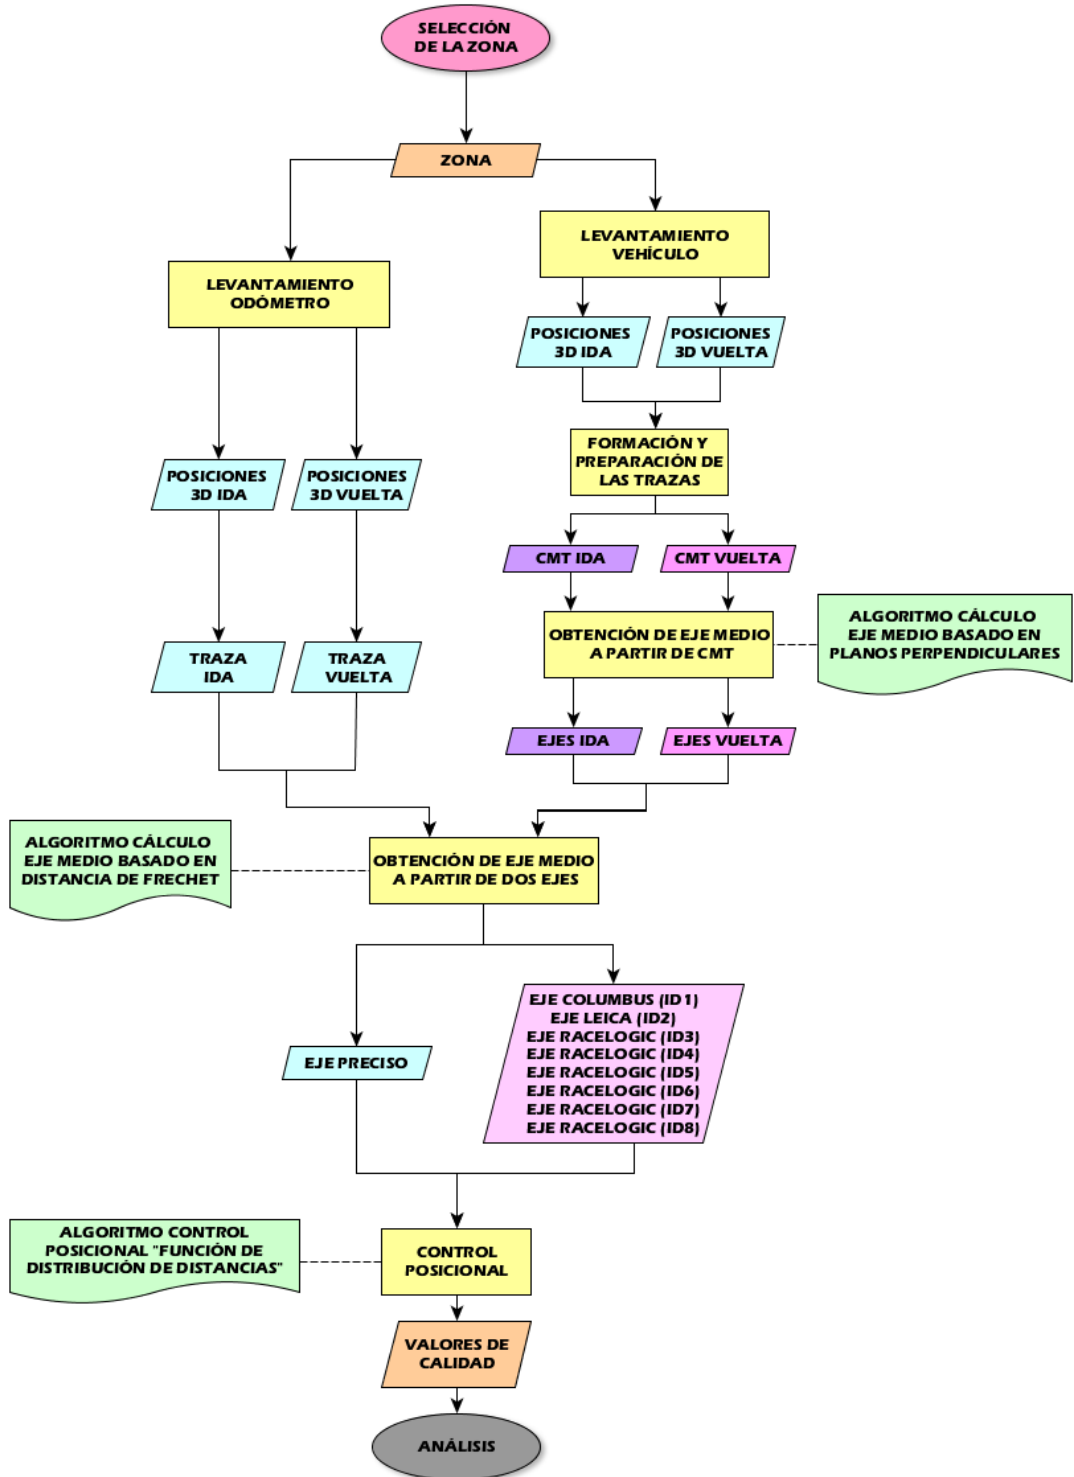 SELECCIÓN
DE LA ZONA
ZONA
LEVANTAMIENTO
VEHÍCULO
LEVANTAMIENTO
ODÓMETRO
POSICIONES
3D IDA
POSICIONES
3D VUELTA
FORMACIÓN Y
PREPARACIÓN DE
LAS TRAZAS
POSICIONES
3D IDA
POSICIONES
3D VUELTA
CMT IDA
CMT VUELTA
OBTENCIÓN DE EJE MEDIO
A PARTIR DE CMT
ALGORITMO CÁLCULO
EJE MEDIO BASADO EN
PLANOS PERPENDICULARES
TRAZA
IDA
TRAZA
VUELTA
EJES IDA
EJES VUELTA
ALGORITMO CÁLCULO
EJE MEDIO BASADO EN
DISTANCIA DE FRECHET
OBTENCIÓN DE EJE MEDIO
A PARTIR DE DOS EJES
EJE PRECISO
EJE COLUMBUS (ID1)
EJE LEICA (ID2)
EJE RACELOGIC (ID3)
EJE RACELOGIC (ID4)
EJE RACELOGIC (ID5)
EJE RACELOGIC (ID6)
EJE RACELOGIC (ID7)
EJE RACELOGIC (ID8)
ALGORITMO CONTROL
POSICIONAL "FUNCIÓN DE
DISTRIBUCIÓN DE DISTANCIAS"
CONTROL
POSICIONAL
VALORES DE
CALIDAD
ANÁLISIS